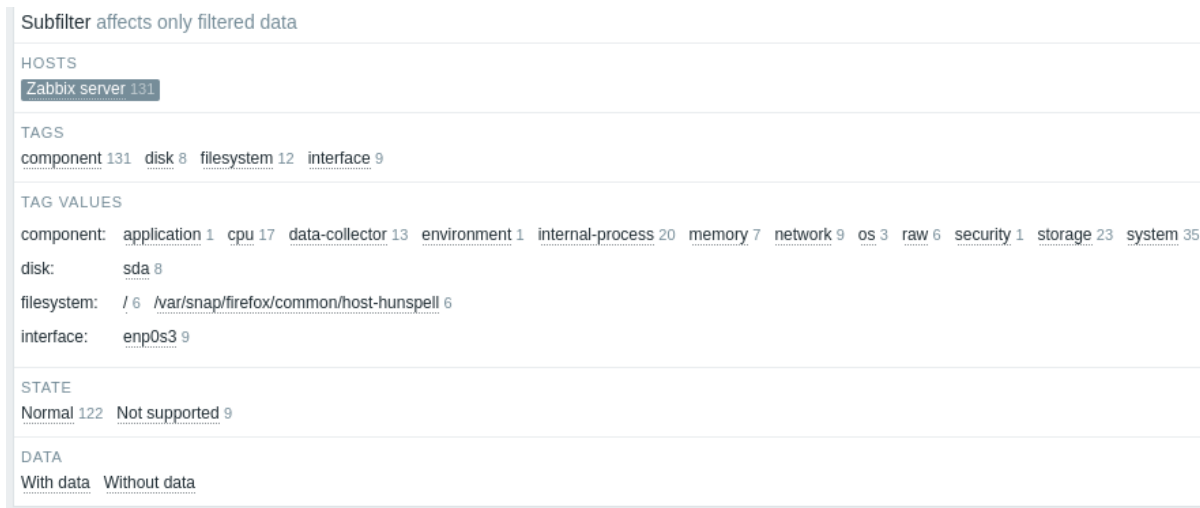 Subfilter affects only filtered data
HOSTS
Zabbix server 131
TAGS
component 131 disk 8 filesystem 12 interface 9
TAG VALUES
component: application 1 cpu 17 data-collector 13 environment 1 internal-process 20 memory 7 network 9 os 3 raw 6 security 1 storage 23 system 35
disk: sda 8
filesystem: / 6 /var/snap/firefox/common/host-hunspell 6
interface: enp0s3 9
STATE
Normal 122 Not supported 9
DATA
With data Without data